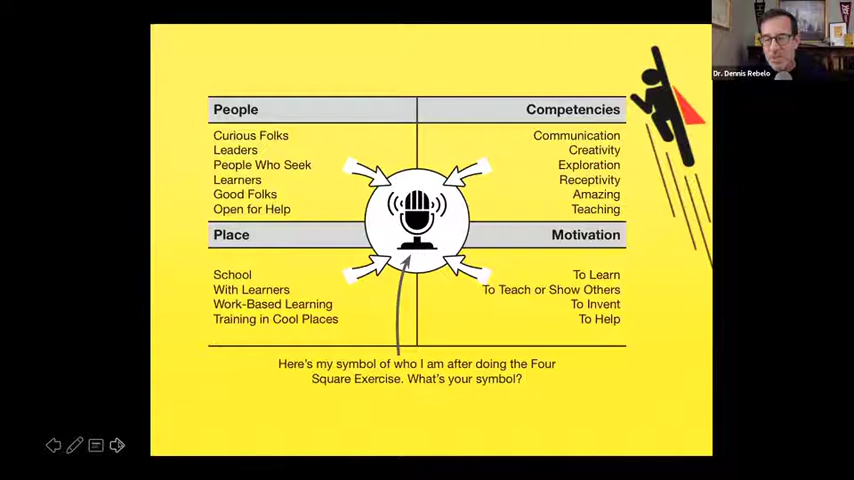 Dr. Dennis Rebelo
People
Competencies
Curious Folks
Leaders
People Who Seek
Learners
Good Folks
Open for Help
Communication
Creativity
Exploration
Receptivity
Amazing
Teaching
Place
Motivation
School
With Learners
Work-Based Learning
Training in Cool Places
To Learn
To Teach or Show Others
To Invent
To Help
Here's my symbol of who I am after doing the Four
Square Exercise. What's your symbol?